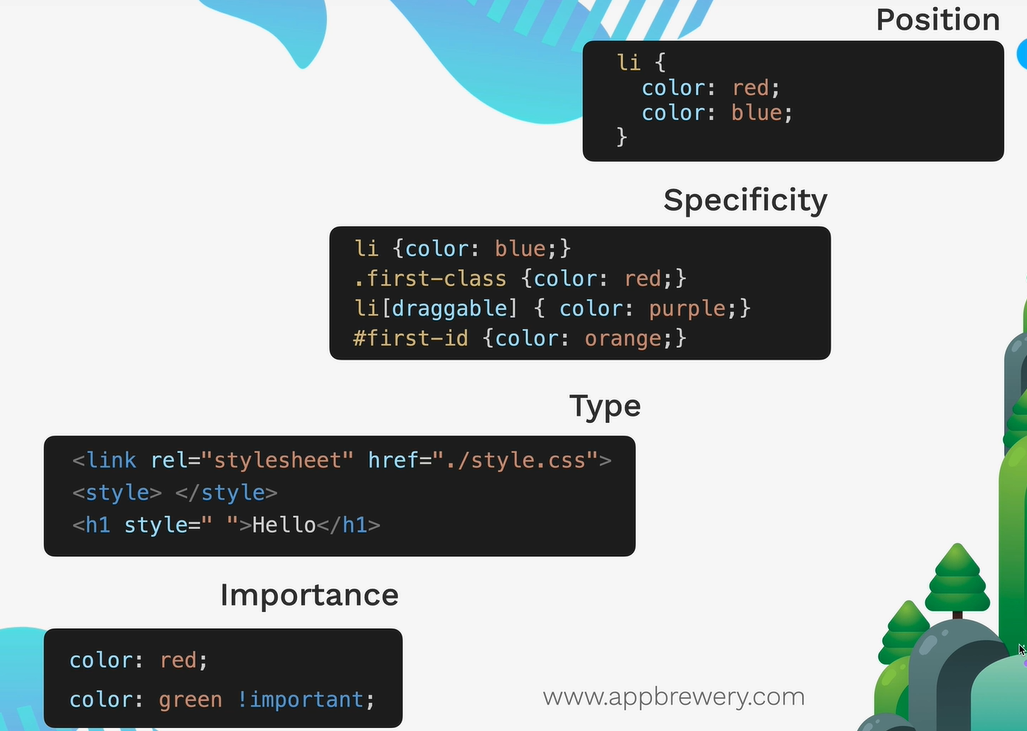 Position
li {
  color: red;
  color: blue;
}
Specificity
li {color: blue;}
.first-class {color: red;}
li[draggable] { color: purple;}
#first-id {color: orange;}
Type
<link rel="stylesheet" href="./style.css">
<style> </style>
<h1 style=" ">Hello</h1>
Importance
color: red;
color: green !important;
www.appbrewery.com